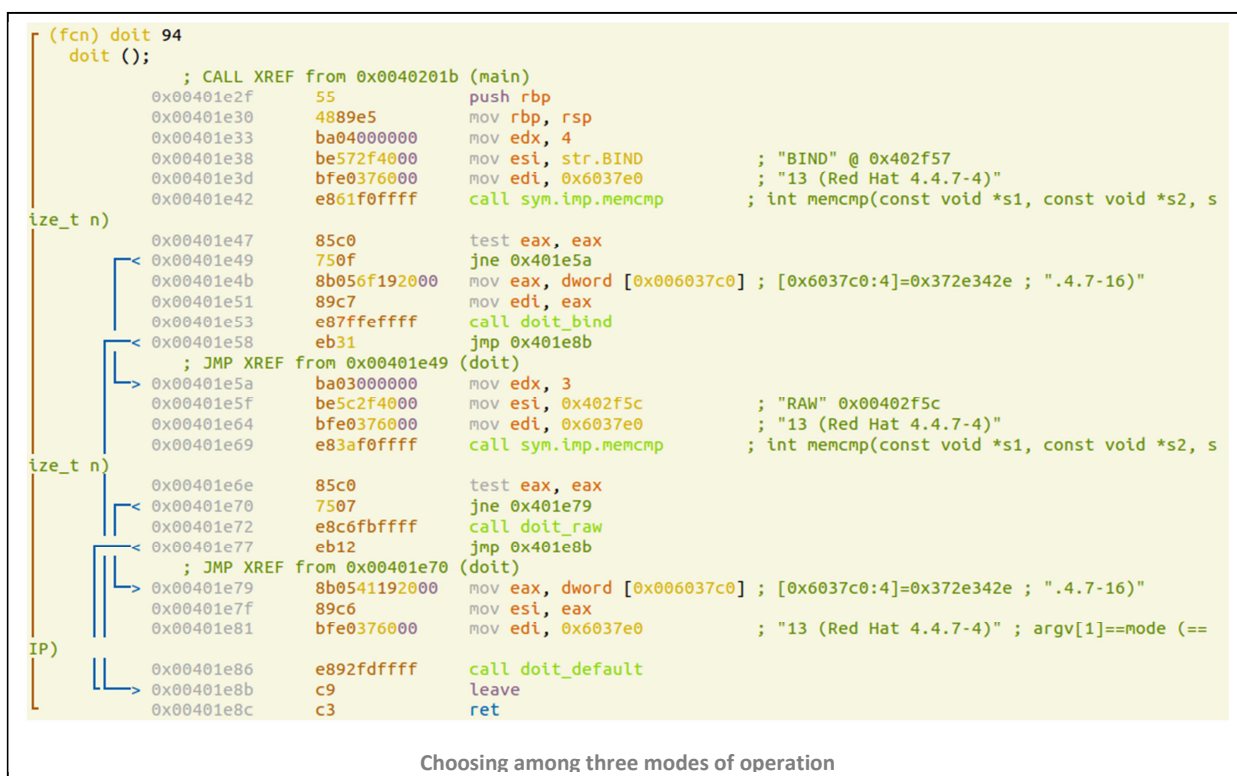 (fcn) doit 94
doit ();
; CALL XREF from 0x0040201b (main)
0x00401e2f 55 push rbp
0x00401e30 4889e5 mov rbp, rsp
0x00401e33 ba04000000 mov edx, 4
0x00401e38 be572f4000 mov esi, str.BIND ; "BIND" @ 0x402f57
0x00401e3d bfe0376000 mov edi, 0x6037e0 ; "13 (Red Hat 4.4.7-4)"
0x00401e42 e861f0ffff call sym.imp.memcmp ; int memcmp(const void *s1, const void *s2, s
ize_t n)
0x00401e47 85c0 test eax, eax
0x00401e49 750f jne 0x401e5a
0x00401e4b 8b056f192000 mov eax, dword [0x006037c0] ; [0x6037c0:4]=0x372e342e ; ".4.7-16)"
0x00401e51 89c7 mov edi, eax
0x00401e53 e87ffeffff call doit_bind
0x00401e58 eb31 jmp 0x401e8b
; JMP XREF from 0x00401e49 (doit)
0x00401e5a ba03000000 mov edx, 3
0x00401e5f be5c2f4000 mov esi, 0x402f5c ; "RAW" 0x00402f5c
0x00401e64 bfe0376000 mov edi, 0x6037e0 ; "13 (Red Hat 4.4.7-4)"
0x00401e69 e83af0ffff call sym.imp.memcmp ; int memcmp(const void *s1, const void *s2, s
ize_t n)
0x00401e6e 85c0 test eax, eax
0x00401e70 7507 jne 0x401e79
0x00401e72 e8c6fbffff call doit_raw
0x00401e77 eb12 jmp 0x401e8b
; JMP XREF from 0x00401e70 (doit)
0x00401e79 8b0541192000 mov eax, dword [0x006037c0] ; [0x6037c0:4]=0x372e342e ; ".4.7-16)"
0x00401e7f 89c6 mov esi, eax
0x00401e81 bfe0376000 mov edi, 0x6037e0 ; "13 (Red Hat 4.4.7-4)" ; argv[1]==mode (==
IP)
0x00401e86 e892fdffff call doit_default
0x00401e8b c9 leave
0x00401e8c c3 ret
Choosing among three modes of operation